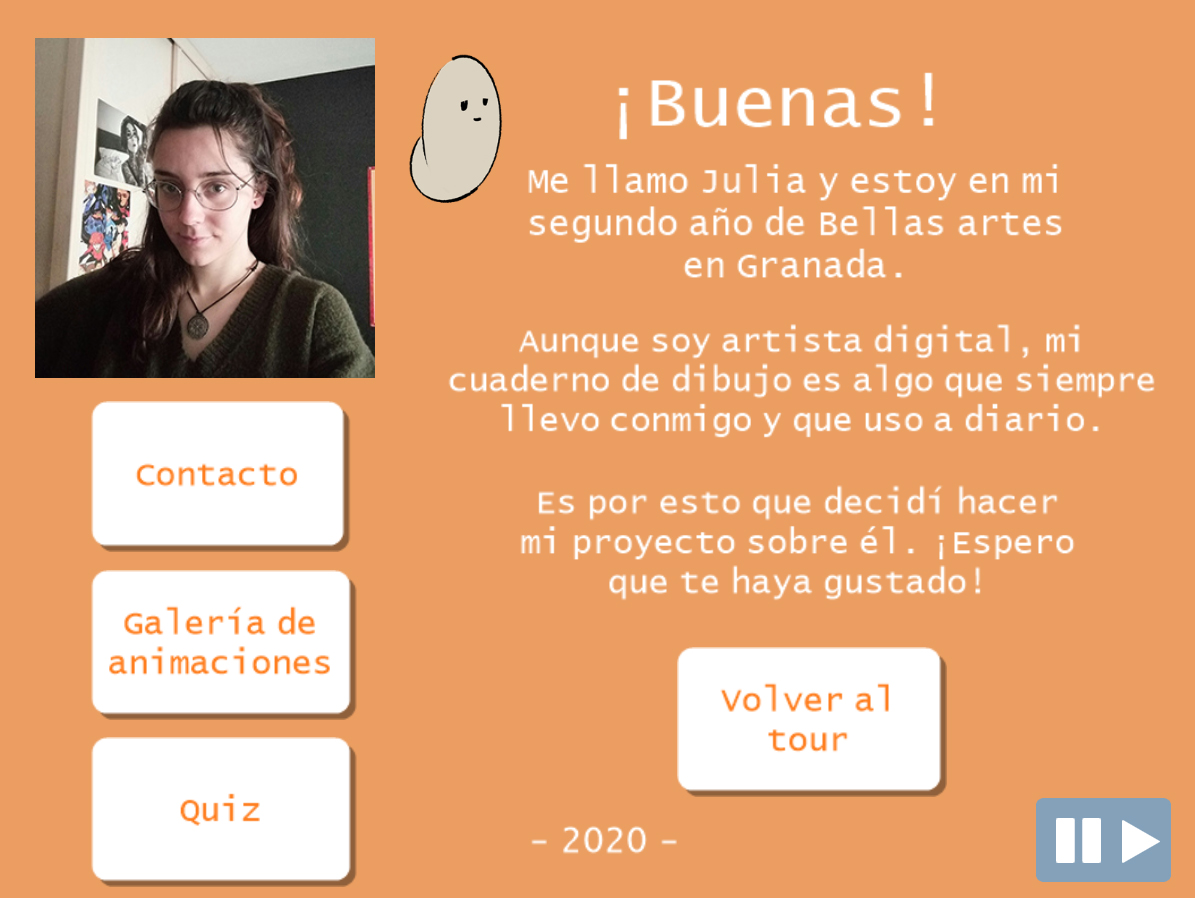 ¡Buenas!
Me llamo Julia y estoy en mi
segundo año de Bellas artes
en Granada.
Aunque soy artista digital, mi
cuaderno de dibujo es algo que siempre
llevo conmigo y que uso a diario.
Es por esto que decidí hacer
mi proyecto sobre él. ¡Espero
que te haya gustado!
Contacto
Galería de
animaciones
Quiz
Volver al
tour
- 2020 -